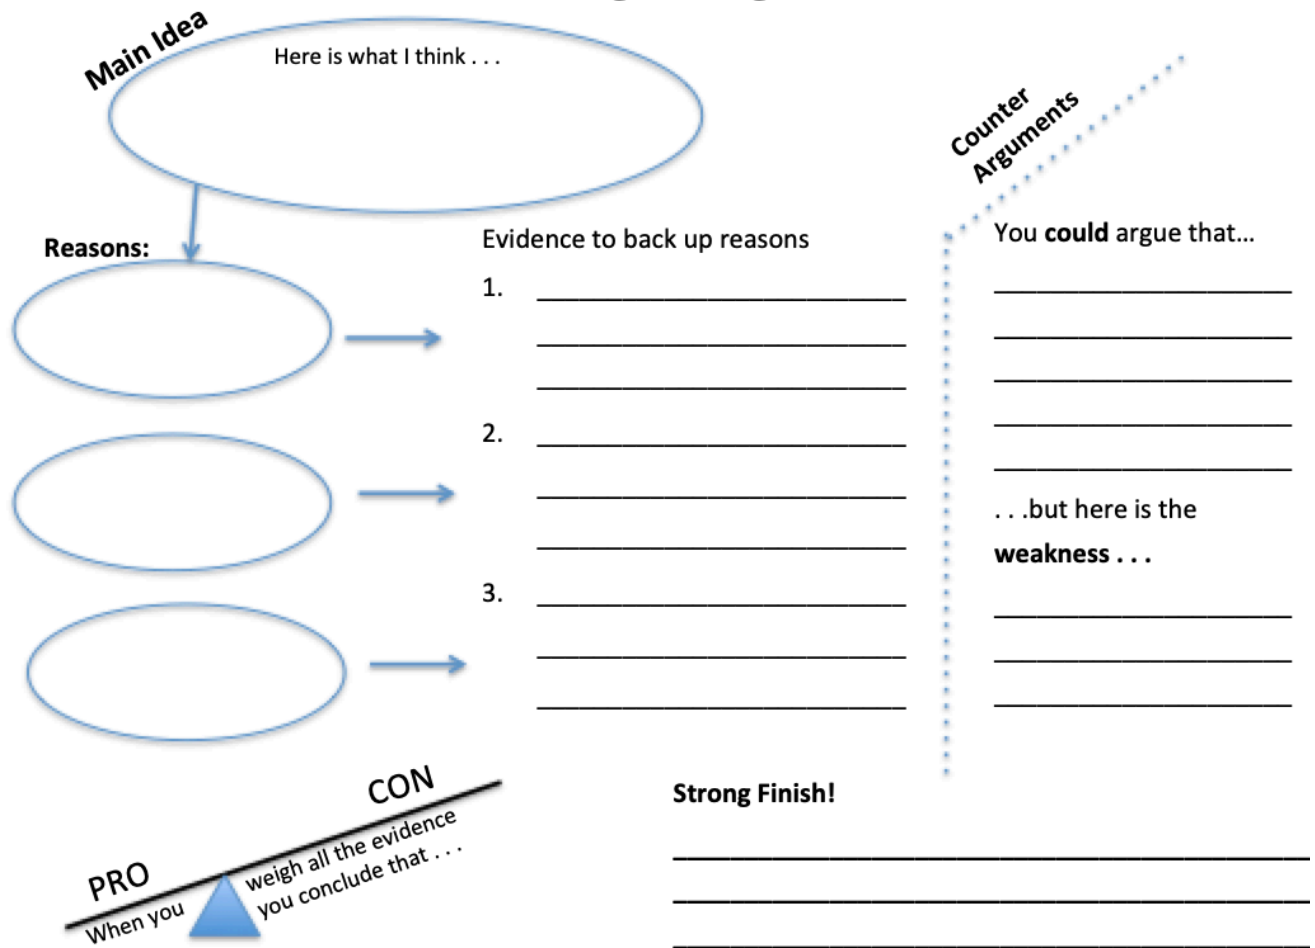 Main Idea
Here is what I think . . .
Counter
Arguments
Reasons:
Evidence to back up reasons
1.
2.
3.
You could argue that…
. . .but here is the
weakness . . .
PRO
CON
When you
weigh all the evidence
you conclude that . . .
Strong Finish!